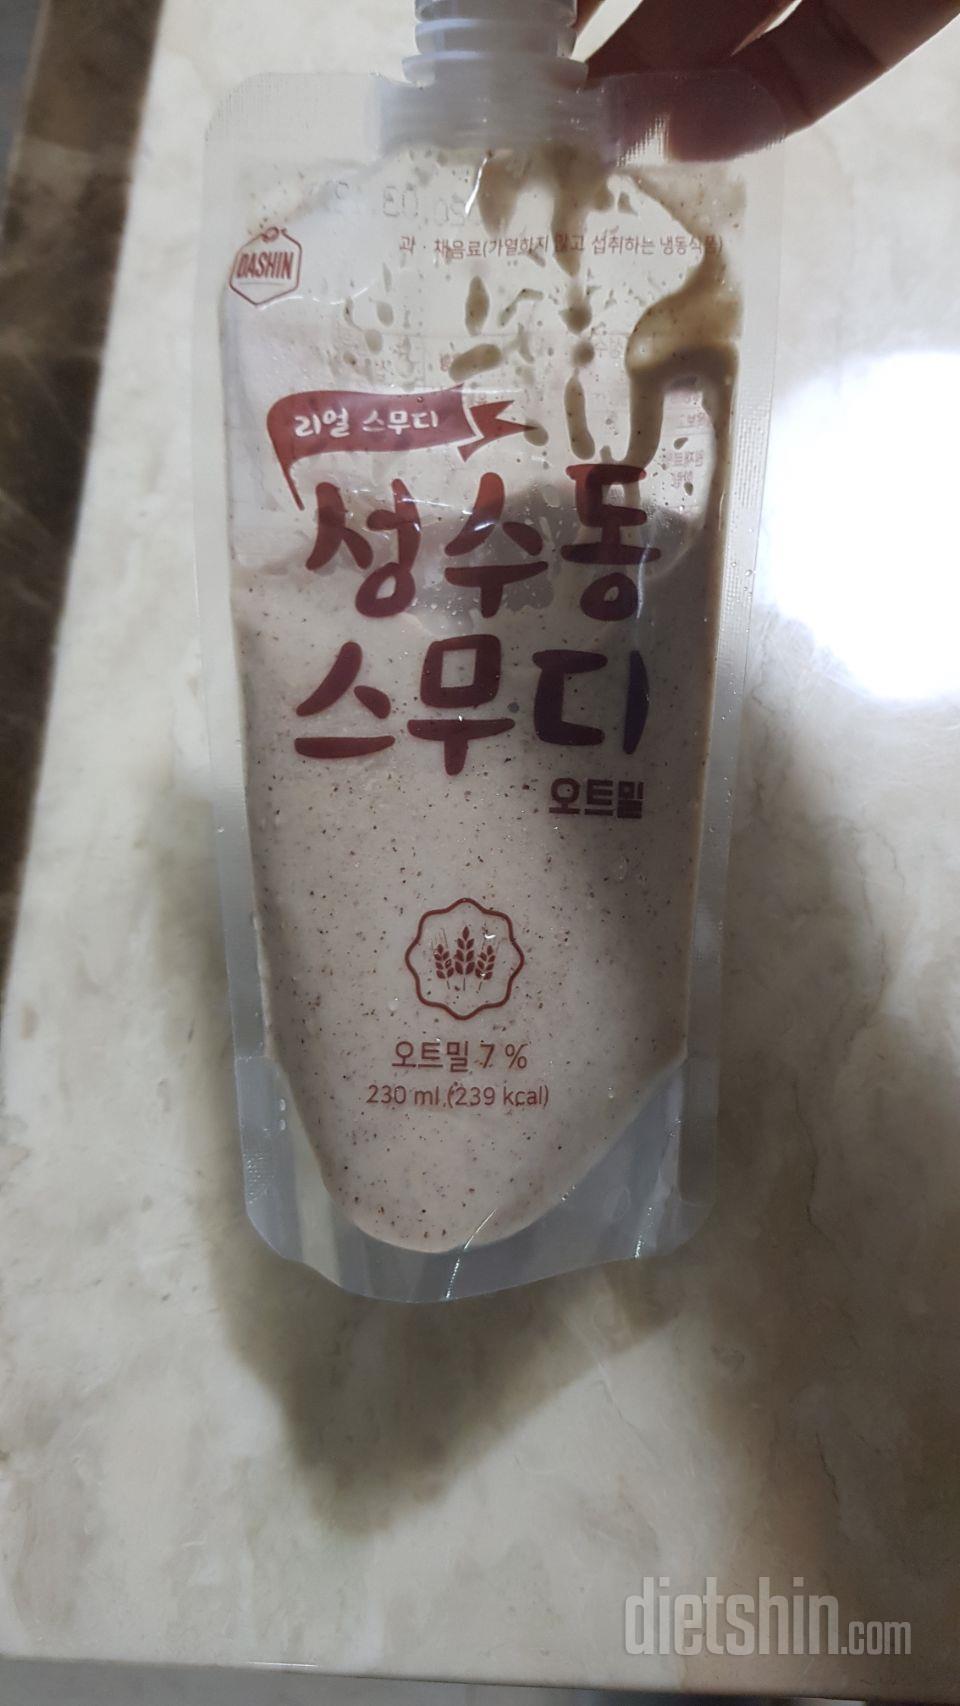 DASHIN
과·채음료(가열하지 않고 섭취하는 냉동식품)
리얼 스무디
성수동
스무디
오트밀
오트밀 7 %
230 ml (239 kcal)
dietshin.com